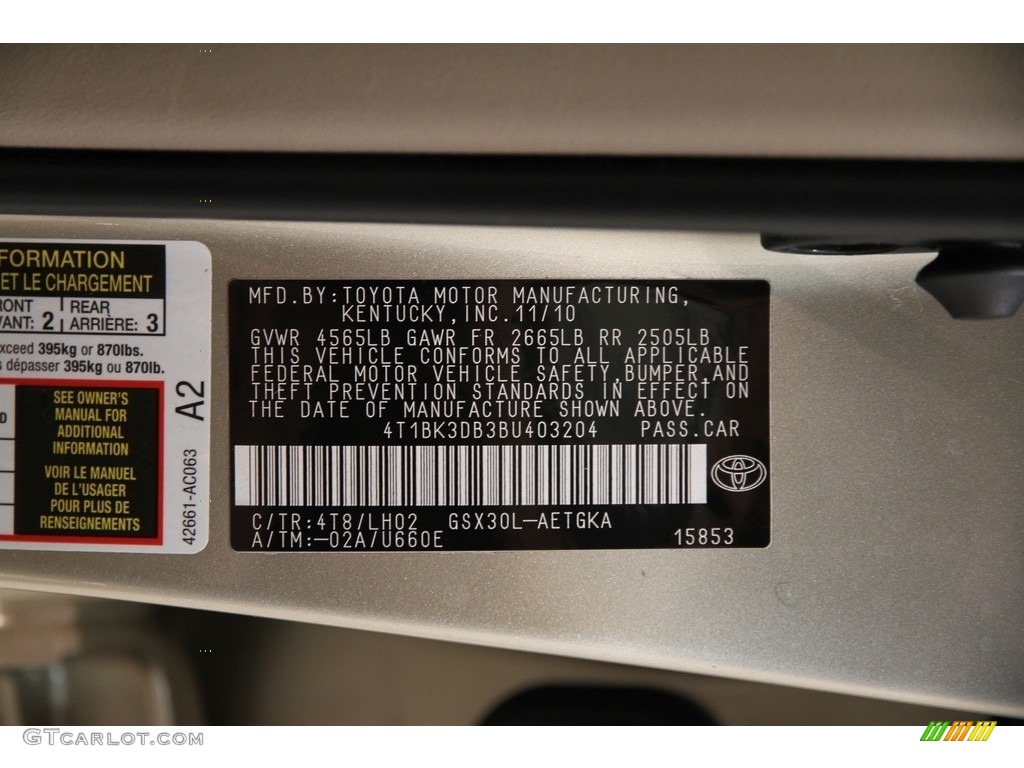 FORMATION
ET LE CHARGEMENT
RONT
VANT: 2
REAR
ARRIÈRE: 3
xceed 395kg or 870lbs.
s dépasser 395kg ou 870lb.
SEE OWNER'S
MANUAL FOR
ADDITIONAL
INFORMATION
VOIR LE MANUEL
DE L'USAGER
POUR PLUS DE
RENSEIGNEMENTS
D
A2
42661-AC063
MFD.BY:TOYOTA MOTOR MANUFACTURING,
KENTUCKY,INC.11/10
GVWR 4565LB GAWR FR 2665LB RR 2505LB
THIS VEHICLE CONFORMS TO ALL APPLICABLE
FEDERAL MOTOR VEHICLE SAFETY,BUMPER,AND
THEFT PREVENTION STANDARDS IN EFFECT ON
THE DATE OF MANUFACTURE SHOWN ABOVE.
4T1BK3DB3BU403204 PASS.CAR
C/TR:4T8/LH02 GSX30L-AETGKA
A/TM:-02A/U660E 15853
GTCarlot.com